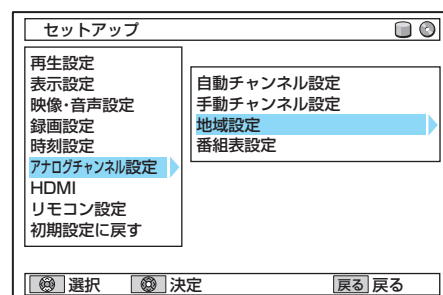 セットアップ
再生設定
表示設定
映像･音声設定
録画設定
時刻設定
アナログチャンネル設定
HDMI
リモコン設定
初期設定に戻す
自動チャンネル設定
手動チャンネル設定
地域設定
番組表設定
選択 決定 戻る 戻る